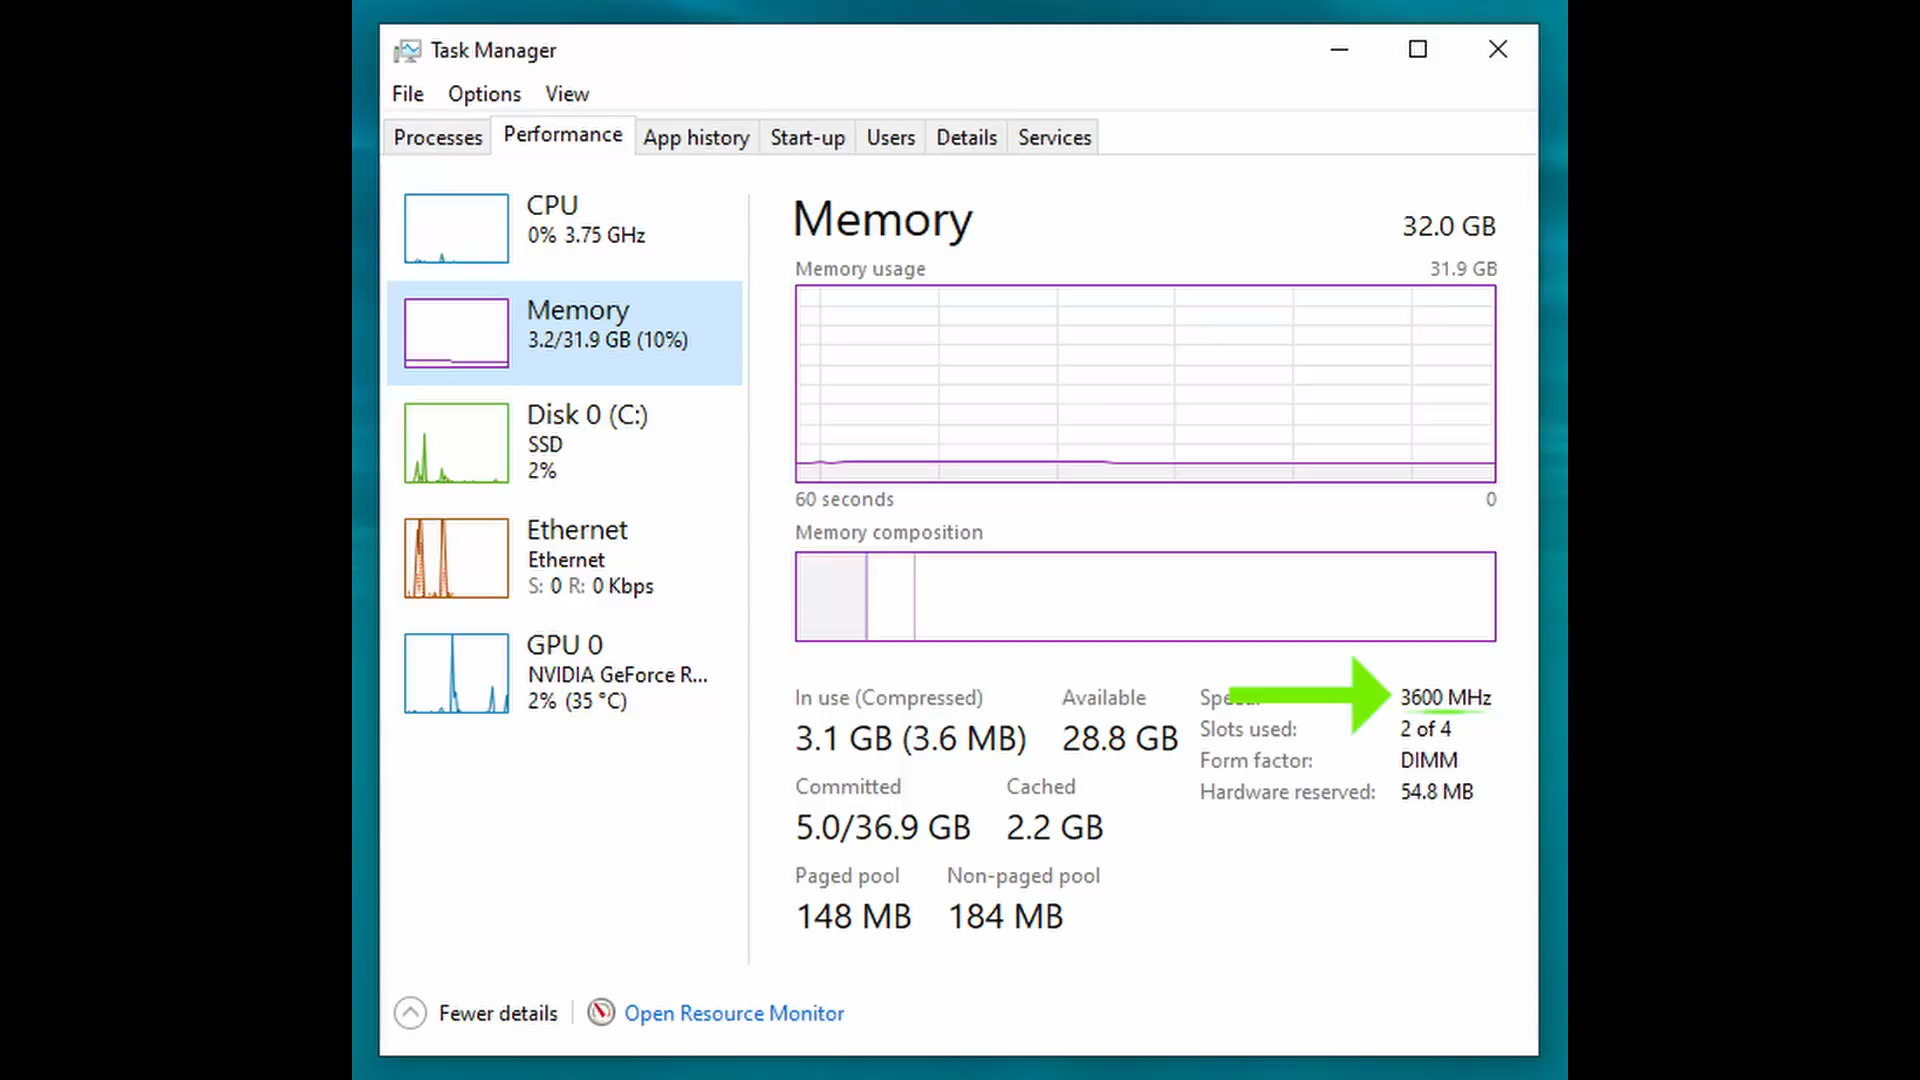 Task Manager
File Options View
Processes Performance App history Start-up Users Details Services
CPU
0% 3.75 GHz
Memory
3.2/31.9 GB (10%)
Disk 0 (C:)
SSD
2%
Ethernet
Ethernet
S: 0 R: 0 Kbps
GPU 0
NVIDIA GeForce R...
2% (35 °C)
Memory 32.0 GB
Memory usage 31.9 GB
60 seconds 0
Memory composition
In use (Compressed) Available
3.1 GB (3.6 MB) 28.8 GB
Committed Cached
5.0/36.9 GB 2.2 GB
Paged pool Non-paged pool
148 MB 184 MB
3600 MHz
Slots used: 2 of 4
Form factor: DIMM
Hardware reserved: 54.8 MB
Fewer details Open Resource Monitor